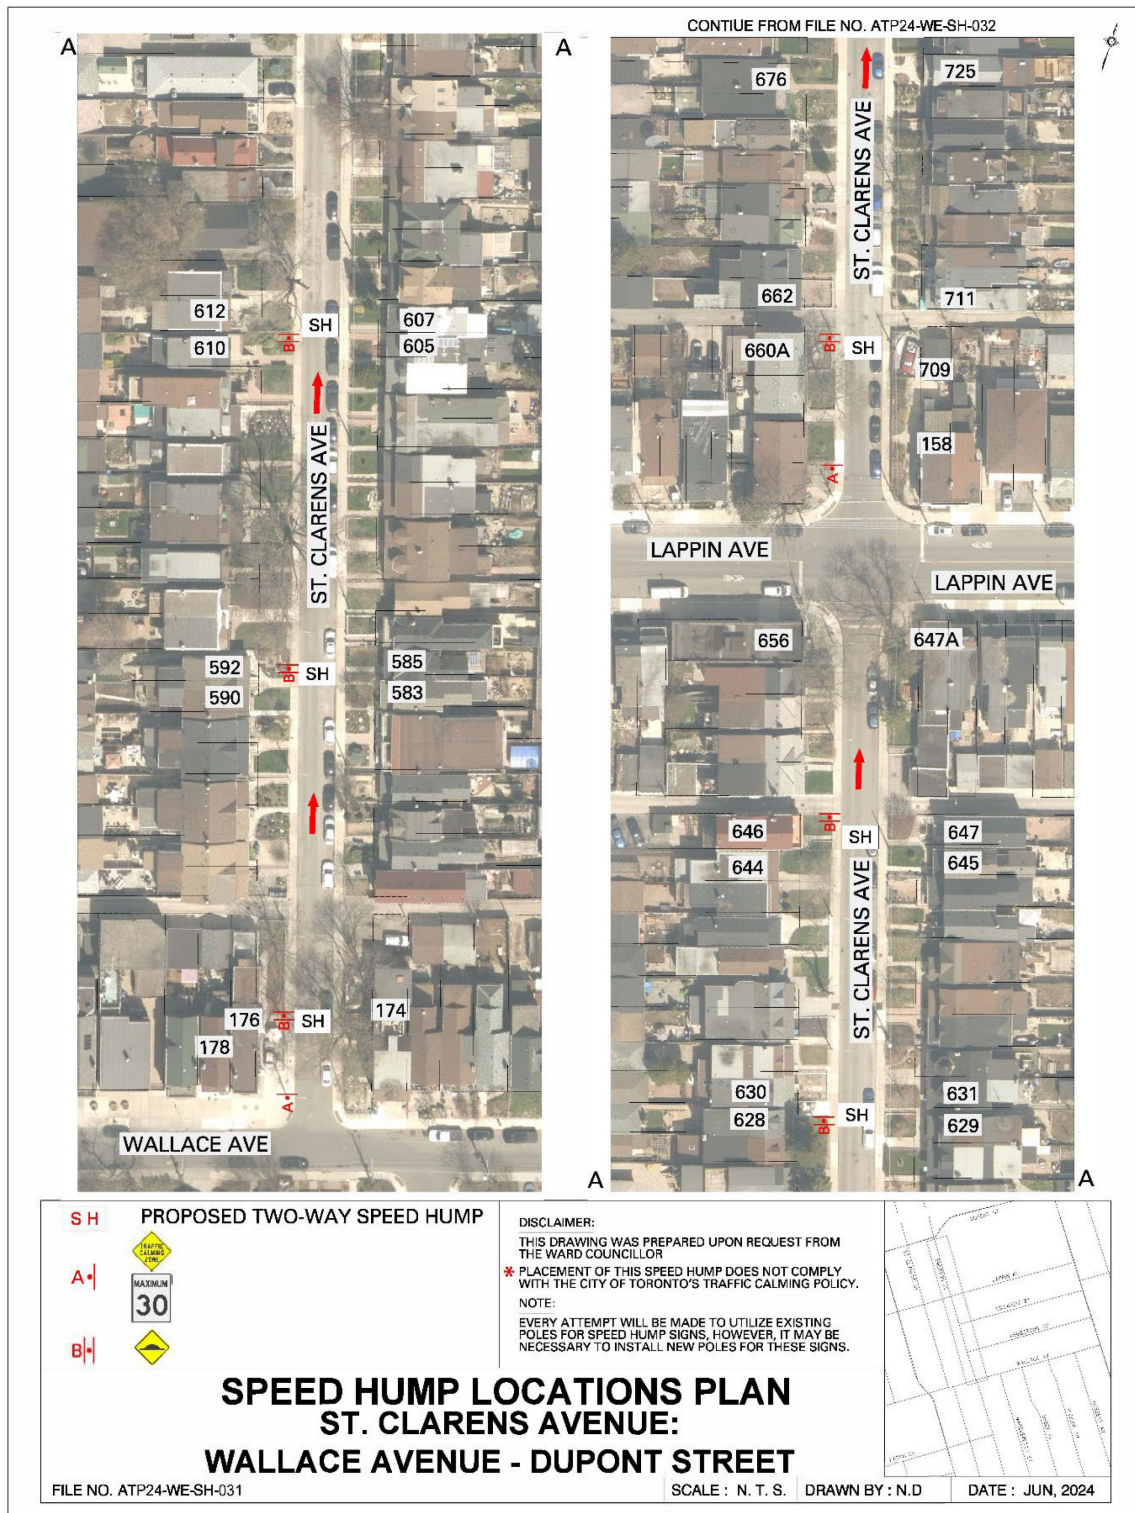 A
A
612
610
SH
607
605
ST. CLARENS AVE
592
590
SH
585
583
176
178
SH
174
WALLACE AVE
B
B
B
A
CONTIUE FROM FILE NO. ATP24-WE-SH-032
676
725
ST. CLARENS AVE
662
711
660A
SH
709
158
LAPPIN AVE
LAPPIN AVE
656
647A
646
644
SH
647
645
ST. CLARENS AVE
630
628
SH
631
629
B
A
B
B
A
A
SH PROPOSED TWO-WAY SPEED HUMP
TRAFFIC
CALMING
ZONE
A
MAXIMUM
30
B
DISCLAIMER:
THIS DRAWING WAS PREPARED UPON REQUEST FROM
THE WARD COUNCILLOR
* PLACEMENT OF THIS SPEED HUMP DOES NOT COMPLY
WITH THE CITY OF TORONTO'S TRAFFIC CALMING POLICY.
NOTE:
EVERY ATTEMPT WILL BE MADE TO UTILIZE EXISTING
POLES FOR SPEED HUMP SIGNS, HOWEVER, IT MAY BE
NECESSARY TO INSTALL NEW POLES FOR THESE SIGNS.
SPEED HUMP LOCATIONS PLAN
ST. CLARENS AVENUE:
WALLACE AVENUE - DUPONT STREET
FILE NO. ATP24-WE-SH-031
SCALE : N. T. S.
DRAWN BY : N.D
DATE : JUN, 2024